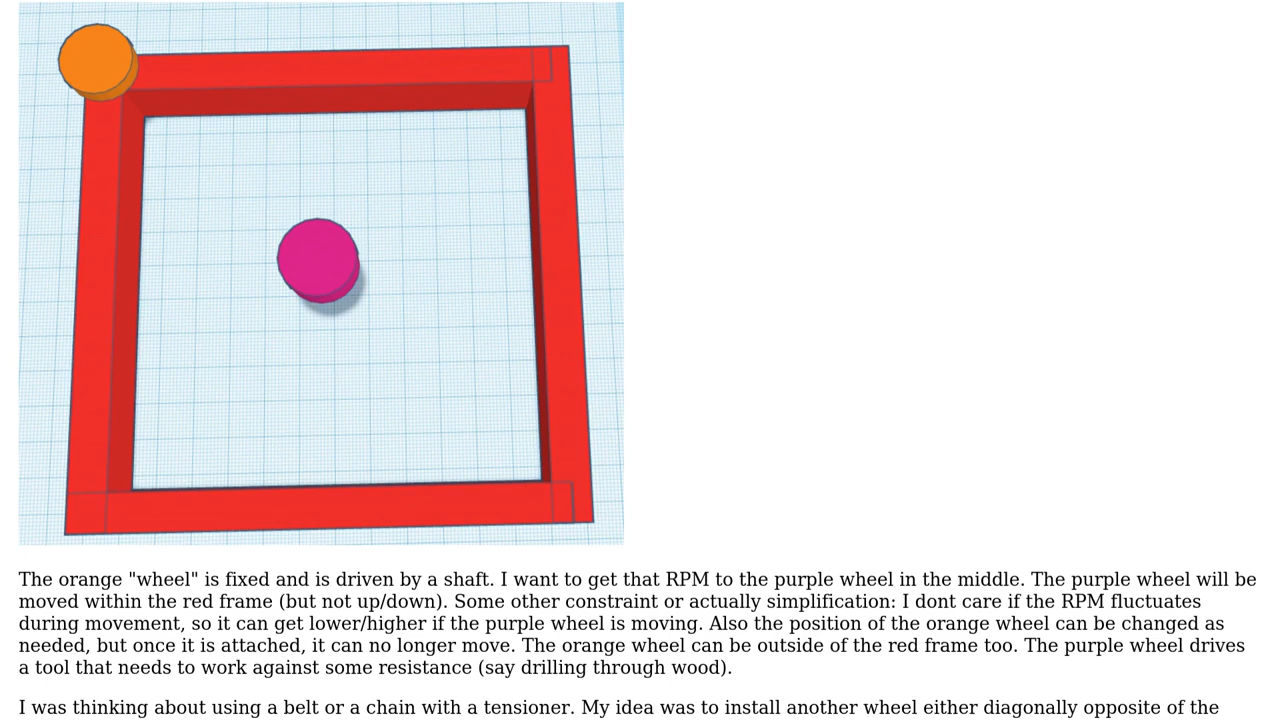 The orange "wheel" is fixed and is driven by a shaft. I want to get that RPM to the purple wheel in the middle. The purple wheel will be
moved within the red frame (but not up/down). Some other constraint or actually simplification: I dont care if the RPM fluctuates
during movement, so it can get lower/higher if the purple wheel is moving. Also the position of the orange wheel can be changed as
needed, but once it is attached, it can no longer move. The orange wheel can be outside of the red frame too. The purple wheel drives
a tool that needs to work against some resistance (say drilling through wood).
I was thinking about using a belt or a chain with a tensioner. My idea was to install another wheel either diagonally opposite of the